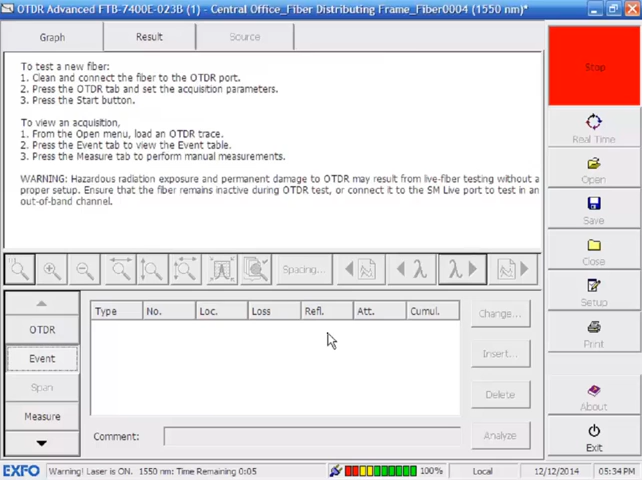 OTDR Advanced FTB-7400E-023B (1) - Central Office_Fiber Distributing Frame_Fiber0004 (1550 nm)*
Graph
Result
Source
To test a new fiber:
1. Clean and connect the fiber to the OTDR port.
2. Press the OTDR tab and set the acquisition parameters.
3. Press the Start button.
To view an acquisition,
1. From the Open menu, load an OTDR trace.
2. Press the Event tab to view the Event table.
3. Press the Measure tab to perform manual measurements.
WARNING: Hazardous radiation exposure and permanent damage to OTDR may result from live-fiber testing without a
proper setup. Ensure that the fiber remains inactive during OTDR test, or connect it to the SM Live port to test in an
out-of-band channel.
Stop
Real Time
Open
Save
Close
Setup
Print
About
Exit
Spacing...
λ
λ
OTDR
Event
Span
Measure
Type No. Loc. Loss Refl. Att. Cumul.
Change...
Insert...
Delete
Analyze
Comment:
EXFO Warning! Laser is ON. 1550 nm: Time Remaining 0:05 100% Local 12/12/2014 05:34 PM